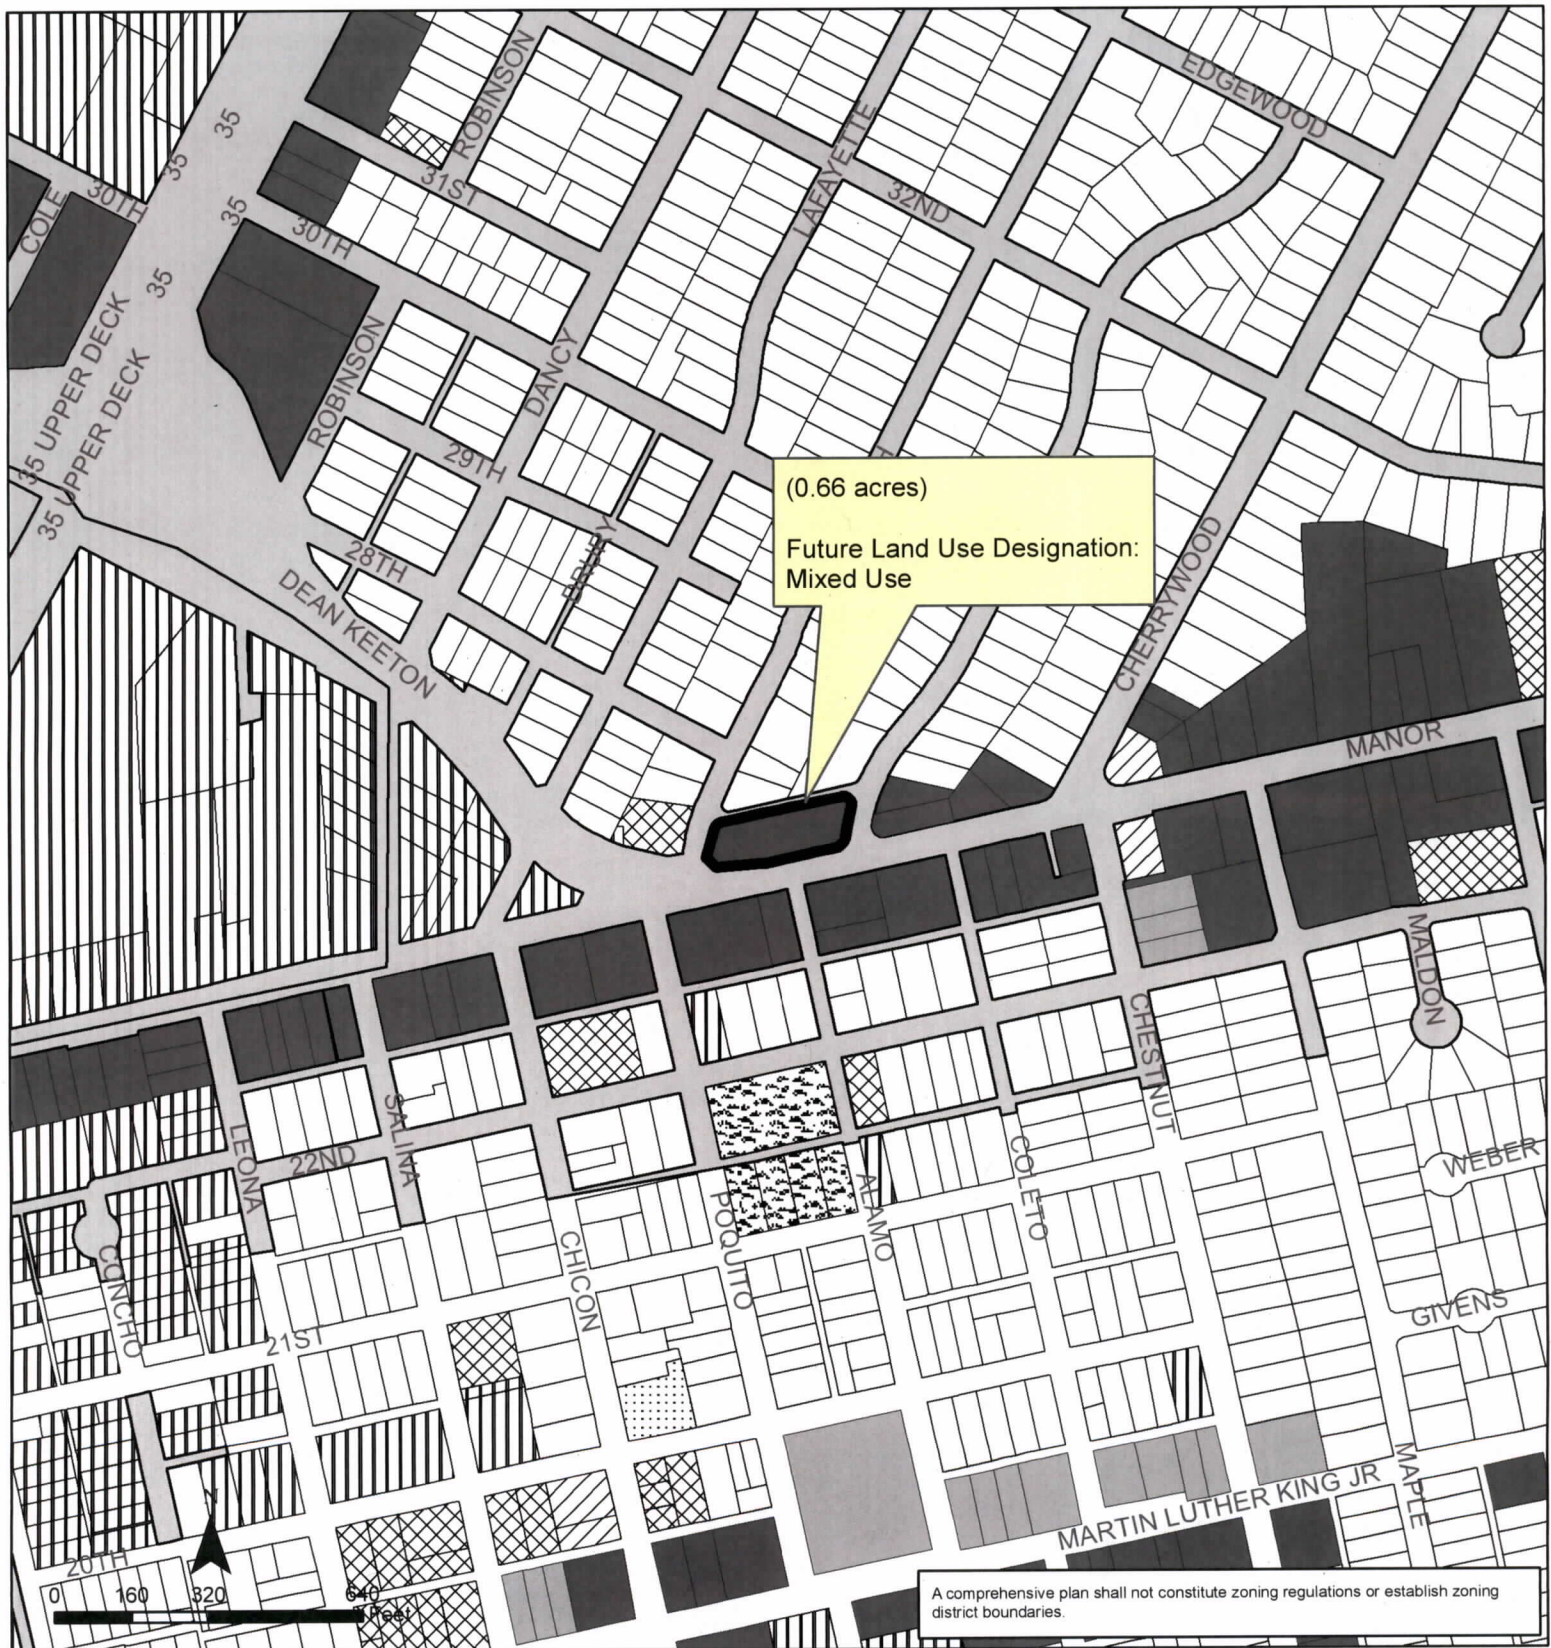 EDGEWOOD
ROBINSON
35
LAFAYETTE
35
31ST
30TH
32ND
COLE
35
30TH
35
35 UPPER DECK
35 UPPER DECK
ROBINSON
DANCY
29TH
(0.66 acres)
Future Land Use Designation:
Mixed Use
28TH
DRURY
DEAN KEETON
CHERRYWOOD
MANOR
MALDON
CHESTNUT
LEONA
22ND
SALINA
WEBER
COLETO
ALAMO
POQUITO
CHICON
CONCHO
21ST
GIVENS
MAPLE
MARTIN LUTHER KING JR
N
20TH
0 160 320 640
Feet
A comprehensive plan shall not constitute zoning regulations or establish zoning
district boundaries.